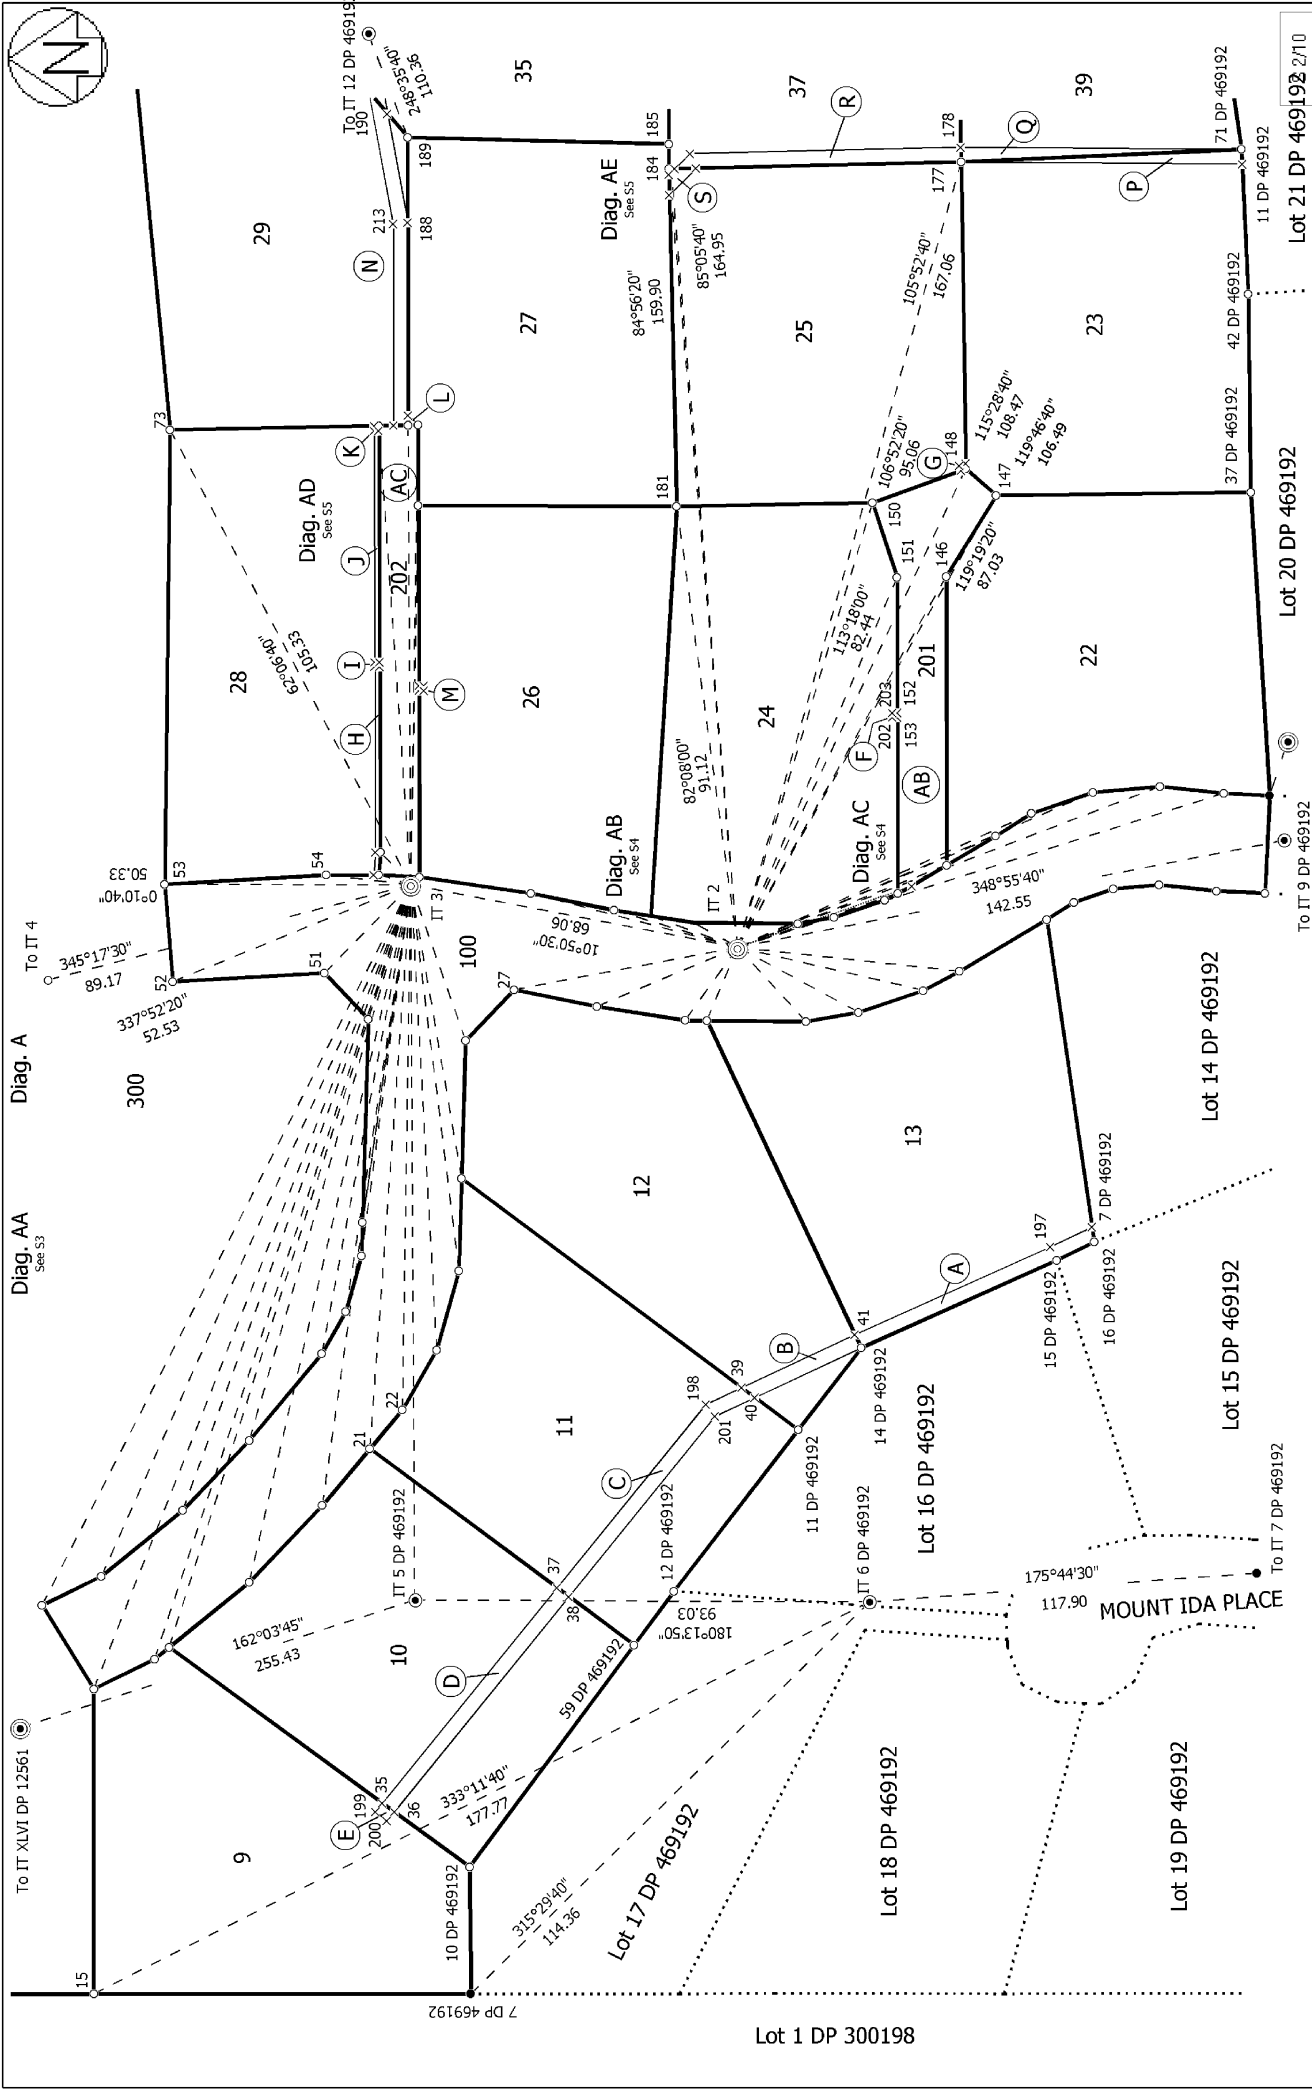 Diag. AA
See S3
Diag. A
To IT XLVI DP 12561
To IT 4
345°17'30"
89.17
337°52'20"
52.53
0°10'40"
50.33
15
52
53
54
51
73
300
28
29
62°06'40"
105.33
Diag. AD
See S5
To IT 12 DP 469192
190
248°35'40"
110.36
189
213
188
N
K
L
AC
J
I
H
M
202
35
37
39
IT 3
100
27
26
27
181
Diag. AE
See S5
184
185
S
R
84°56'20"
159.90
85°05'40"
164.95
82°08'00"
91.12
Diag. AB
See S4
10°50'30"
68.06
IT 2
24
25
105°52'40"
167.06
177
178
Q
P
106°52'20"
95.06
G
148
115°28'40"
108.47
119°46'40"
106.49
147
150
151
146
119°19'20"
87.03
113°18'00"
82.44
202
203
153
152
F
201
AB
Diag. AC
See S4
22
23
348°55'40"
142.55
To IT 9 DP 469192
37 DP 469192
42 DP 469192
11 DP 469192
71 DP 469192
Lot 20 DP 469192
Lot 21 DP 469192
2/10
21
22
IT 5 DP 469192
162°03'45"
255.43
10
9
11
12
13
D
C
B
A
E
199
35
200
36
37
38
198
201
39
40
41
197
333°11'40"
177.77
315°29'40"
114.36
10 DP 469192
7 DP 469192
59 DP 469192
12 DP 469192
180°13'50"
93.03
11 DP 469192
14 DP 469192
15 DP 469192
16 DP 469192
7 DP 469192
IT 6 DP 469192
175°44'30"
117.90
MOUNT IDA PLACE
To IT 7 DP 469192
Lot 14 DP 469192
Lot 15 DP 469192
Lot 16 DP 469192
Lot 17 DP 469192
Lot 18 DP 469192
Lot 19 DP 469192
Lot 1 DP 300198
N